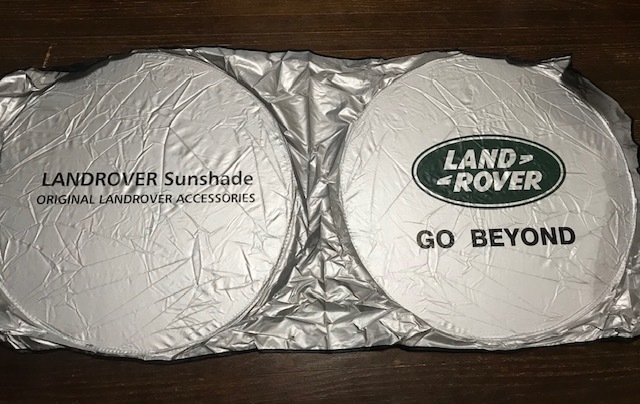 LANDROVER Sunshade
ORIGINAL LANDROVER ACCESSORIES
LAND
ROVER
GO BEYOND